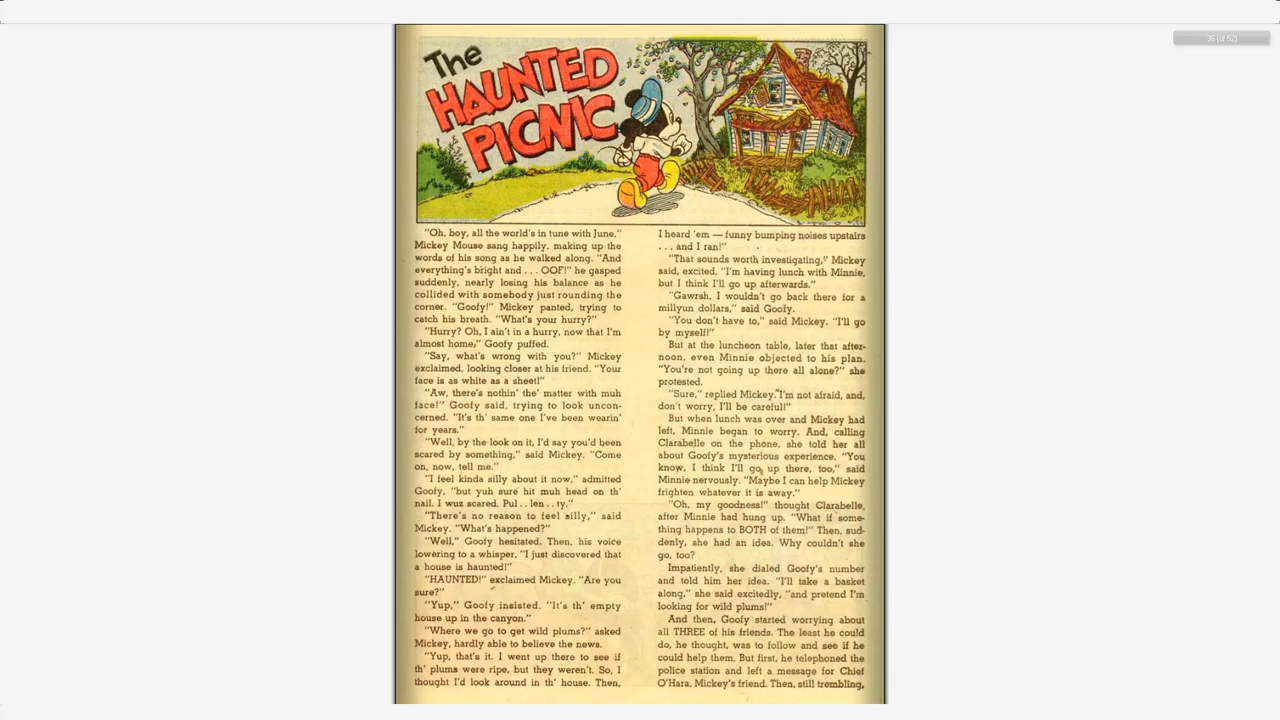 36 (of 52)
The
HAUNTED
PICNIC
"Oh, boy, all the world's in tune with June,"
Mickey Mouse sang happily, making up the
words of his song as he walked along. "And
everything's bright and . . . OOF!" he gasped
suddenly, nearly losing his balance as he
collided with somebody just rounding the
corner. "Goofy!" Mickey panted, trying to
catch his breath. "What's your hurry?"
"Hurry? Oh, I ain't in a hurry, now that I'm
almost home," Goofy puffed.
"Say, what's wrong with you?" Mickey
exclaimed, looking closer at his friend. "Your
face is as white as a sheet!"
"Aw, there's nothin' the' matter with muh
face!" Goofy said, trying to look uncon-
cerned. "It's th' same one I've been wearin'
for years."
"Well, by the look on it, I'd say you'd been
scared by something," said Mickey. "Come
on, now, tell me."
"I feel kinda silly about it now," admitted
Goofy, "but yuh sure hit muh head on th'
nail. I wuz scared. Pul . . len . . ty."
"There's no reason to feel silly," said
Mickey. "What's happened?"
"Well," Goofy hesitated. Then, his voice
lowering to a whisper, "I just discovered that
a house is haunted!"
"HAUNTED!" exclaimed Mickey. "Are you
sure?"
"Yup," Goofy insisted. "It's th' empty
house up in the canyon."
"Where we go to get wild plums?" asked
Mickey, hardly able to believe the news.
"Yup, that's it. I went up there to see if
th' plums were ripe, but they weren't. So, I
thought I'd look around in th' house. Then,
I heard 'em — funny bumping noises upstairs
. . . and I ran!"
"That sounds worth investigating," Mickey
said, excited. "I'm having lunch with Minnie,
but I think I'll go up afterwards."
"Gawrsh, I wouldn't go back there for a
millyun dollars," said Goofy.
"You don't have to," said Mickey. "I'll go
by myself!"
But at the luncheon table, later that after-
noon, even Minnie objected to his plan.
"You're not going up there all alone?" she
protested.
"Sure," replied Mickey. "I'm not afraid, and,
don't worry, I'll be careful!"
But when lunch was over and Mickey had
left, Minnie began to worry. And, calling
Clarabelle on the phone, she told her all
about Goofy's mysterious experience. "You
know, I think I'll go up there, too," said
Minnie nervously. "Maybe I can help Mickey
frighten whatever it is away."
"Oh, my goodness!" thought Clarabelle,
after Minnie had hung up. "What if some-
thing happens to BOTH of them!" Then, sud-
denly, she had an idea. Why couldn't she
go, too?
Impatiently, she dialed Goofy's number
and told him her idea. "I'll take a basket
along," she said excitedly, "and pretend I'm
looking for wild plums!"
And then, Goofy started worrying about
all THREE of his friends. The least he could
do, he thought, was to follow and see if he
could help them. But first, he telephoned the
police station and left a message for Chief
O'Hara, Mickey's friend. Then, still trembling,